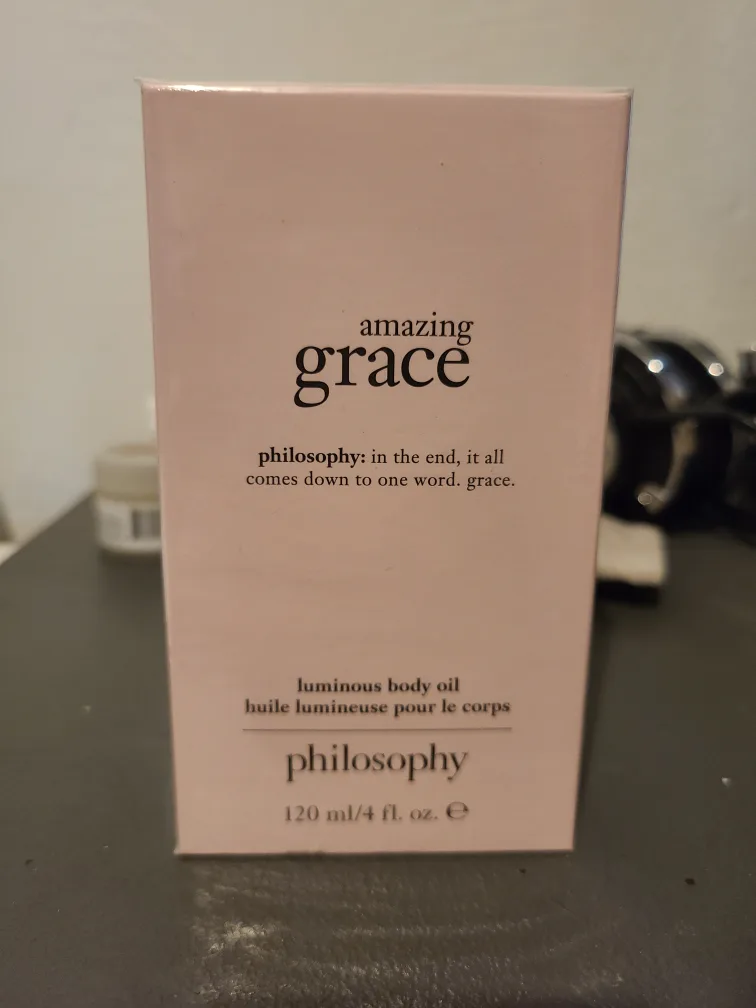 amazing
grace
philosophy: in the end, it all
comes down to one word. grace.
luminous body oil
huile lumineuse pour le corps
philosophy
120 ml/4 fl. oz. ℮